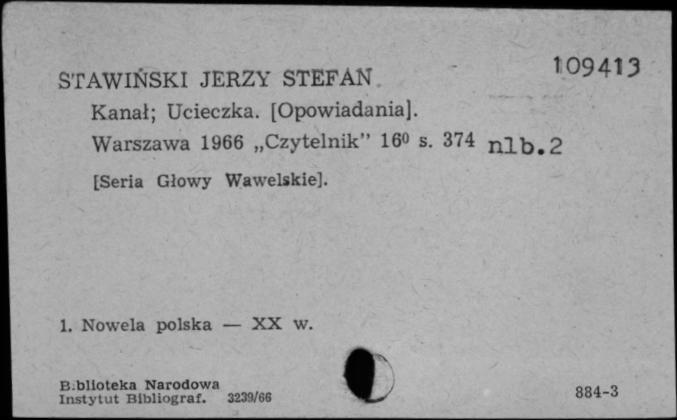 109413
STAWIŃSKI JERZY STEFAN
Kanał; Ucieczka. [Opowiadania].
Warszawa 1966 „Czytelnik” 16⁰ s. 374 nlb.2
[Seria Głowy Wawelskie].
1. Nowela polska — XX w.
B.blioteka Narodowa
Instytut Bibliograf. 3239/66
884-3